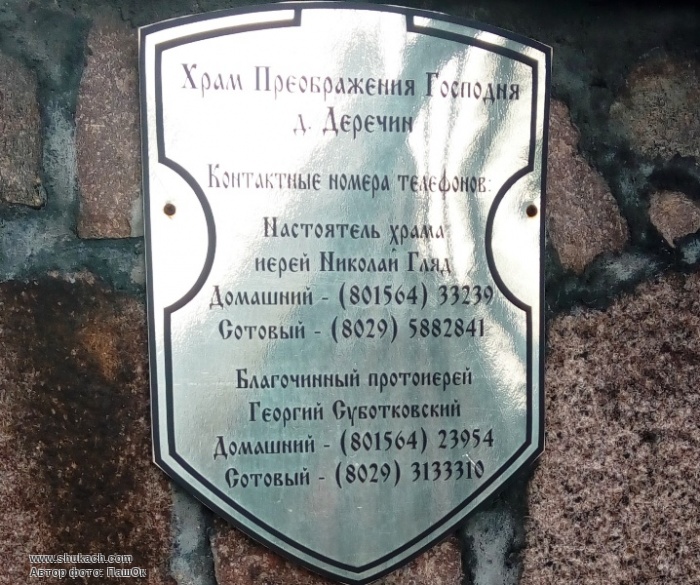 Храм Преображения Господня
д. Деречин
Контактные номера телефонов:
Настоятель храма
иерей Николай Гляд
Домашний - (801564) 33239
Сотовый - (8029) 5882841
Благочинный протоиерей
Георгий Суботковский
Домашний - (801564) 23954
Сотовый - (8029) 3133310
www.shukach.com
Автор фото: ПашОк